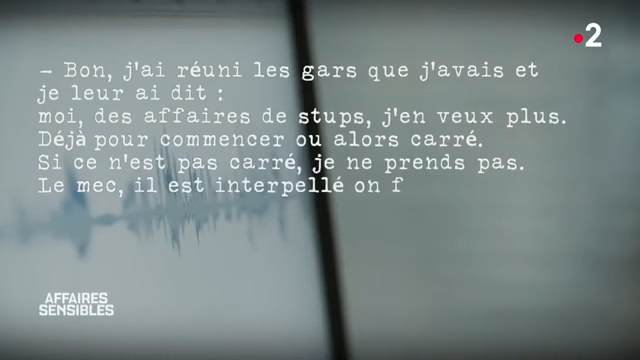 2
– Bon, j'ai réuni les gars que j'avais et
je leur ai dit :
moi, des affaires de stups, j'en veux plus.
Déjà pour commencer ou alors carré.
Si ce n'est pas carré, je ne prends pas.
Le mec, il est interpellé on f
AFFAIRES
SENSIBLES